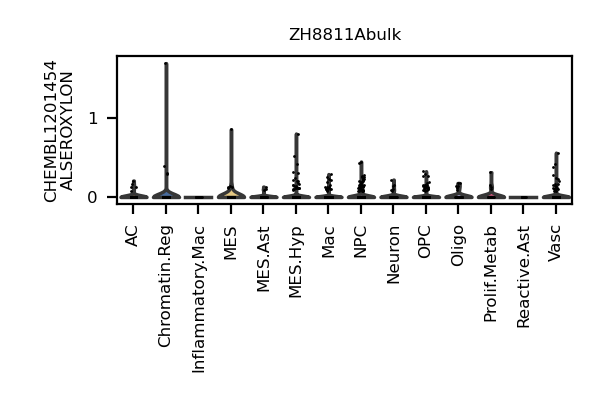 ZH8811Abulk
CHEMBL1201454
ALSEROXYLON
1
0
AC
Chromatin.Reg
Inflammatory.Mac
MES
MES.Ast
MES.Hyp
Mac
NPC
Neuron
OPC
Oligo
Prolif.Metab
Reactive.Ast
Vasc